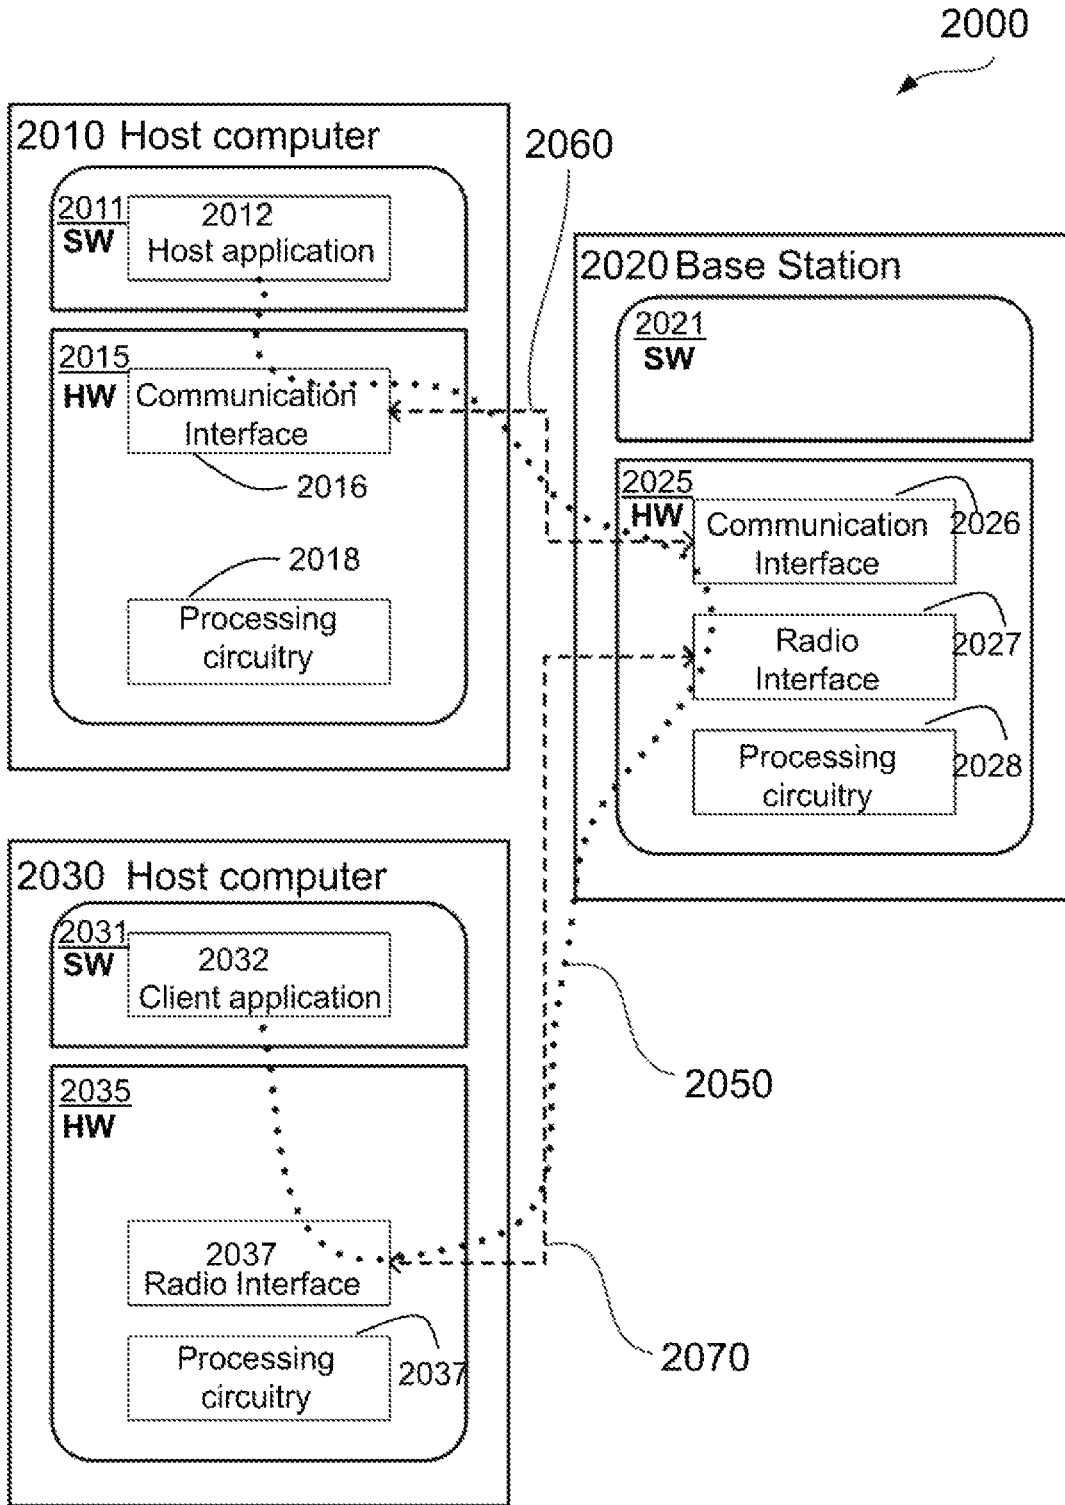 2000
2010 Host computer
2011
SW
2012
Host application
2015
HW
Communication
Interface
2016
2018
Processing
circuitry
2060
2020 Base Station
2021
SW
2025
HW
Communication
Interface
2026
Radio
Interface
2027
Processing
circuitry
2028
2030 Host computer
2031
SW
2032
Client application
2035
HW
2037
Radio Interface
Processing
circuitry
2037
2050
2070